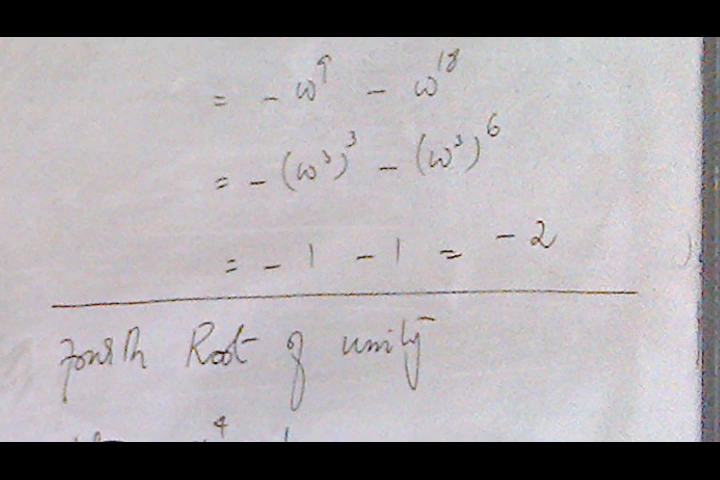 = - ω⁹ - ω¹⁸
= - (ω³)³ - (ω³)⁶
= - 1 - 1 = - 2
Fourth Root of unity